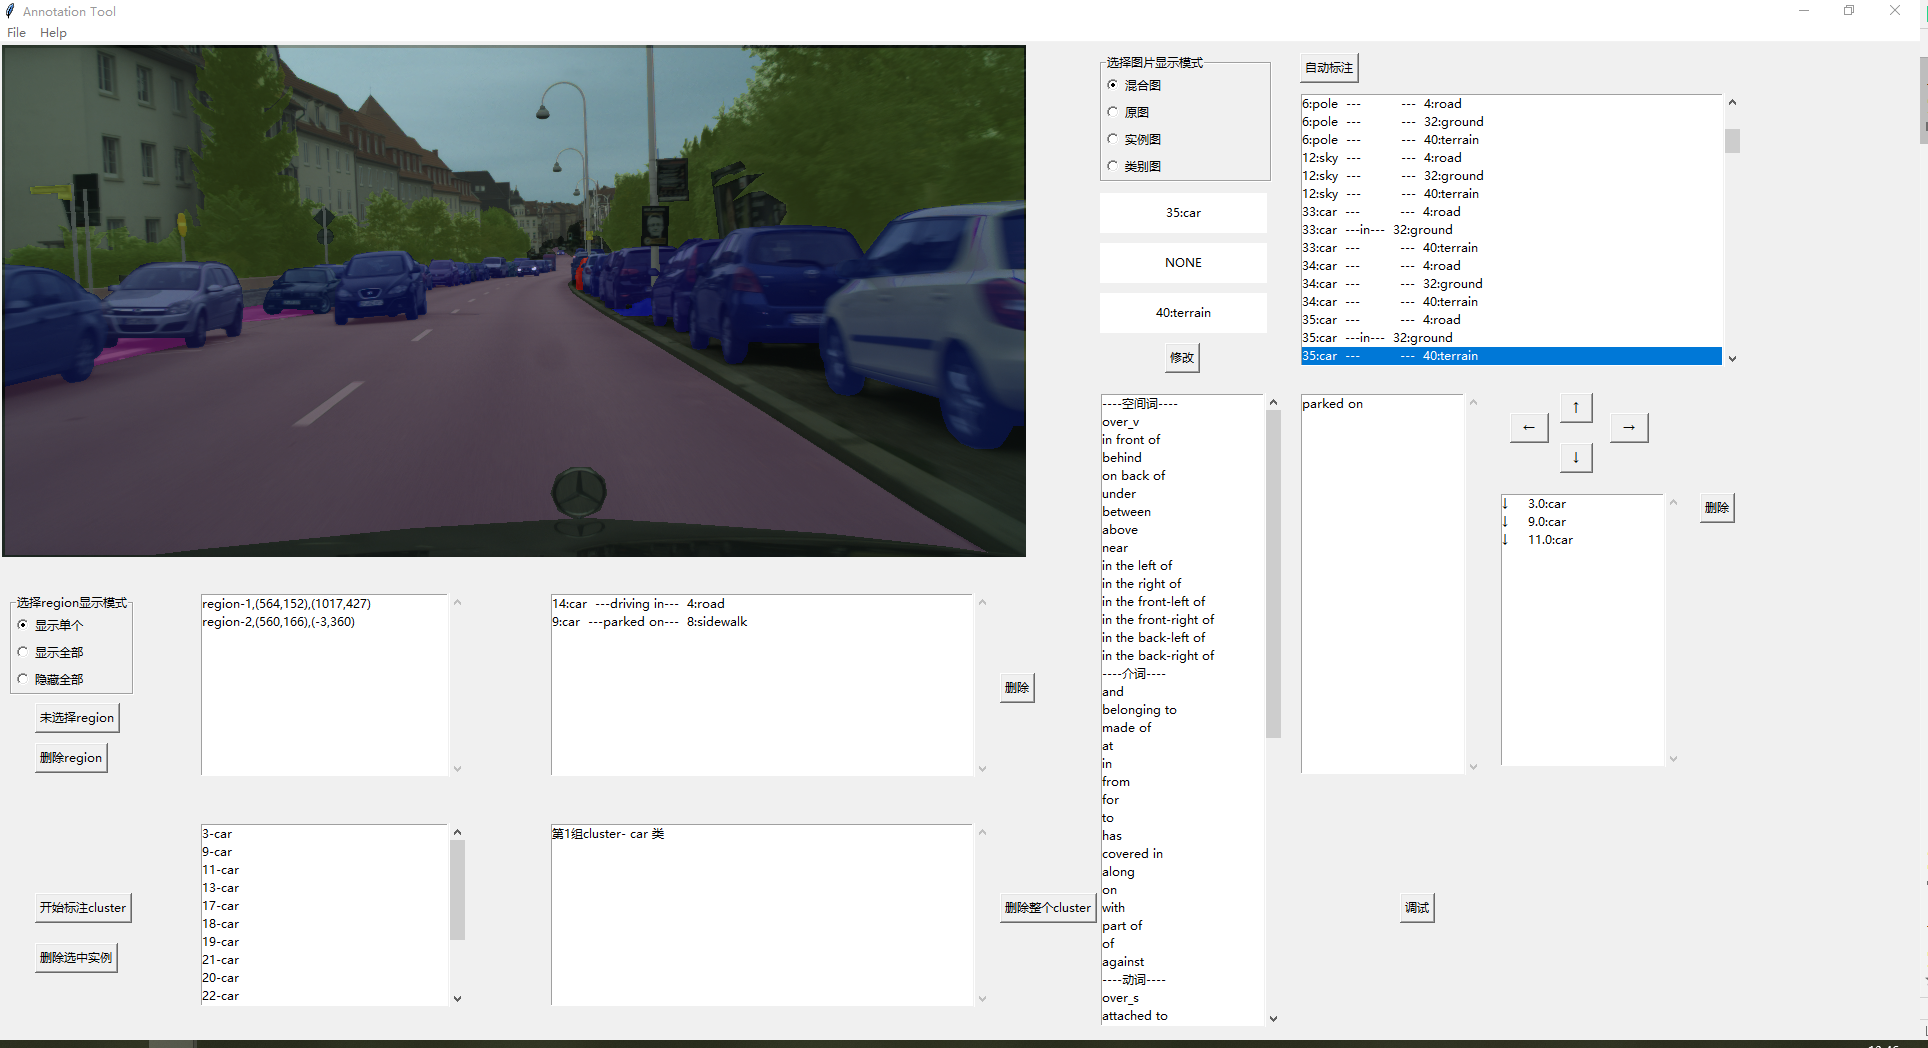 Annotation Tool
File Help
选择图片显示模式
混合图
原图
实例图
类别图
35:car
NONE
40:terrain
修改
自动标注
6:pole --- --- 4:road
6:pole --- --- 32:ground
6:pole --- --- 40:terrain
12:sky --- --- 4:road
12:sky --- --- 32:ground
12:sky --- --- 40:terrain
33:car --- --- 4:road
33:car ---in--- 32:ground
33:car --- --- 40:terrain
34:car --- --- 4:road
34:car --- --- 32:ground
34:car --- --- 40:terrain
35:car --- --- 4:road
35:car ---in--- 32:ground
35:car --- --- 40:terrain
----空间词----
over_v
in front of
behind
on back of
under
between
above
near
in the left of
in the right of
in the front-left of
in the front-right of
in the back-left of
in the back-right of
----介词----
and
belonging to
made of
at
in
from
for
to
has
covered in
along
on
with
part of
of
against
----动词----
over_s
attached to
parked on
↑
← →
↓
↓ 3.0:car
↓ 9.0:car
↓ 11.0:car
删除
选择region显示模式
显示单个
显示全部
隐藏全部
未选择region
删除region
region-1,(564,152),(1017,427)
region-2,(560,166),(-3,360)
14:car ---driving in--- 4:road
9:car ---parked on--- 8:sidewalk
删除
开始标注cluster
删除选中实例
3-car
9-car
11-car
13-car
17-car
18-car
19-car
21-car
20-car
22-car
第1组cluster- car 类
删除整个cluster
调试